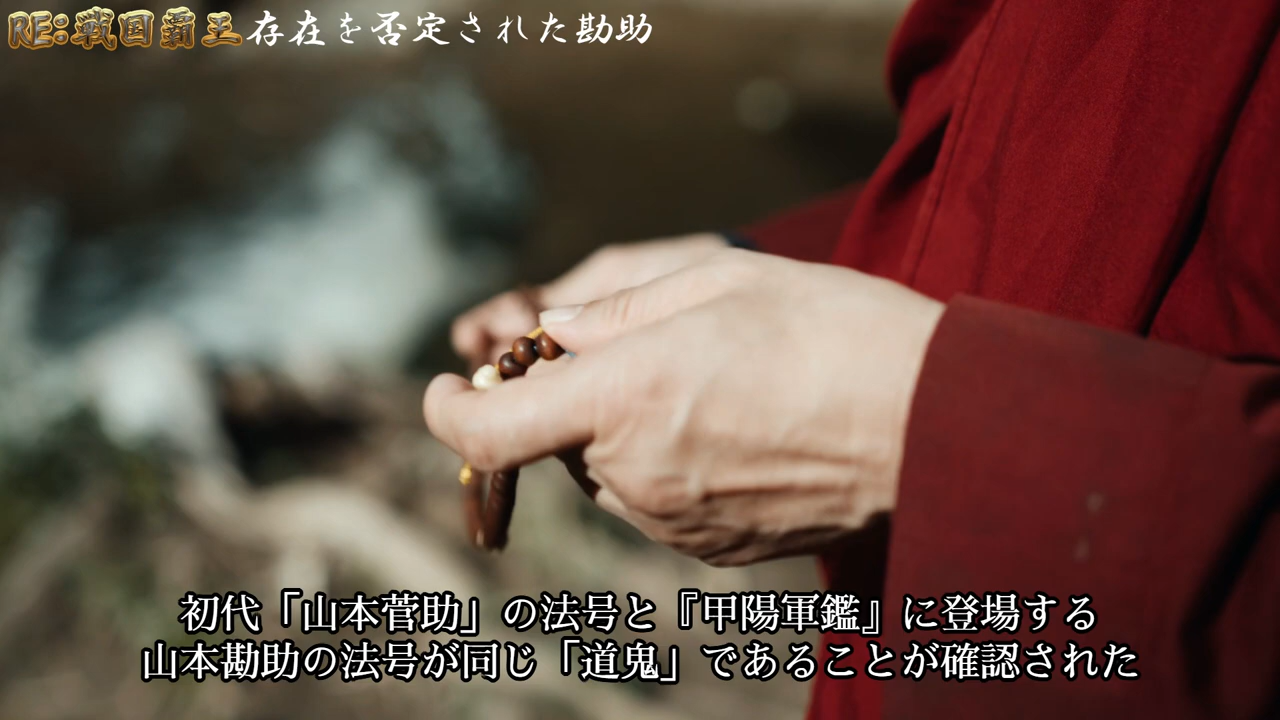 RE:戦国覇王 存在を否定された勘助
初代「山本菅助」の法号と『甲陽軍鑑』に登場する
山本勘助の法号が同じ「道鬼」であることが確認された